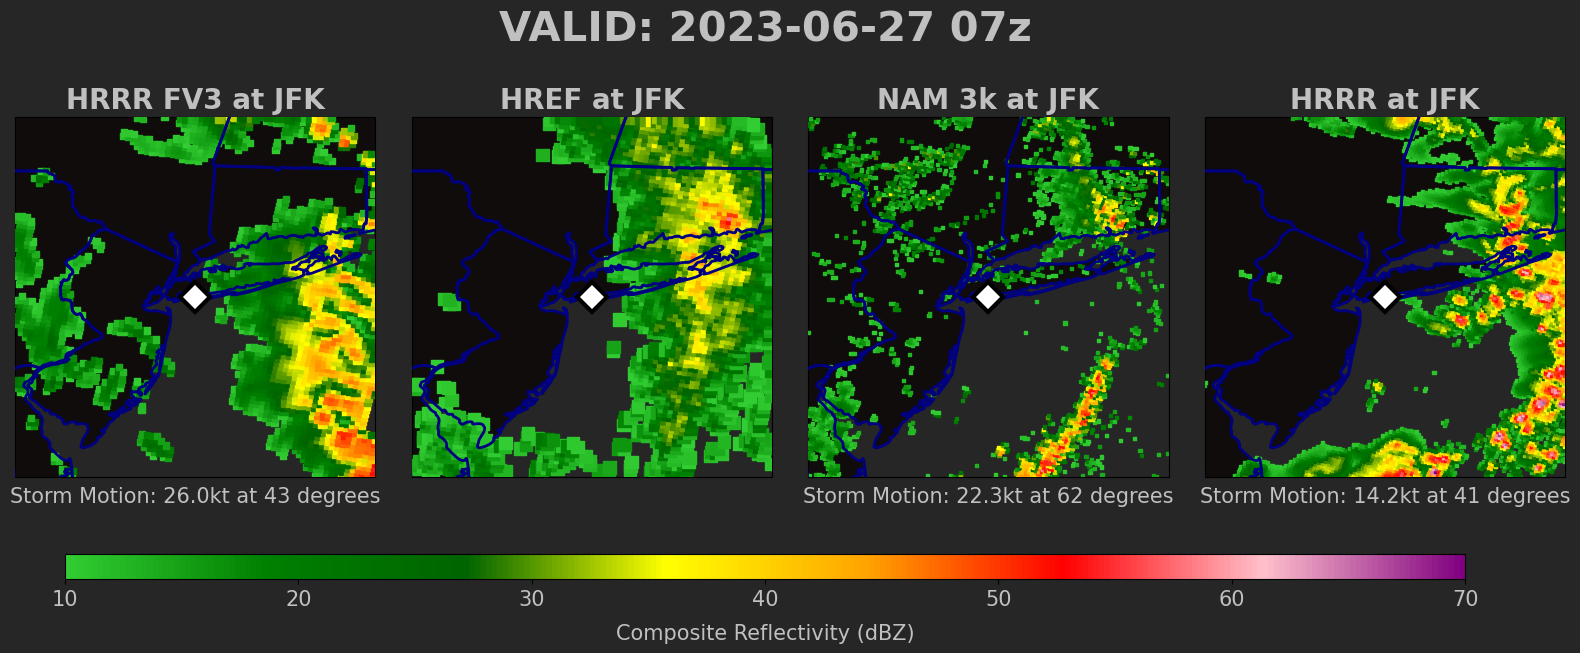 VALID: 2023-06-27 07z
HRRR FV3 at JFK
HREF at JFK
NAM 3k at JFK
HRRR at JFK
Storm Motion: 26.0kt at 43 degrees
Storm Motion: 22.3kt at 62 degrees
Storm Motion: 14.2kt at 41 degrees
10 20 30 40 50 60 70
Composite Reflectivity (dBZ)